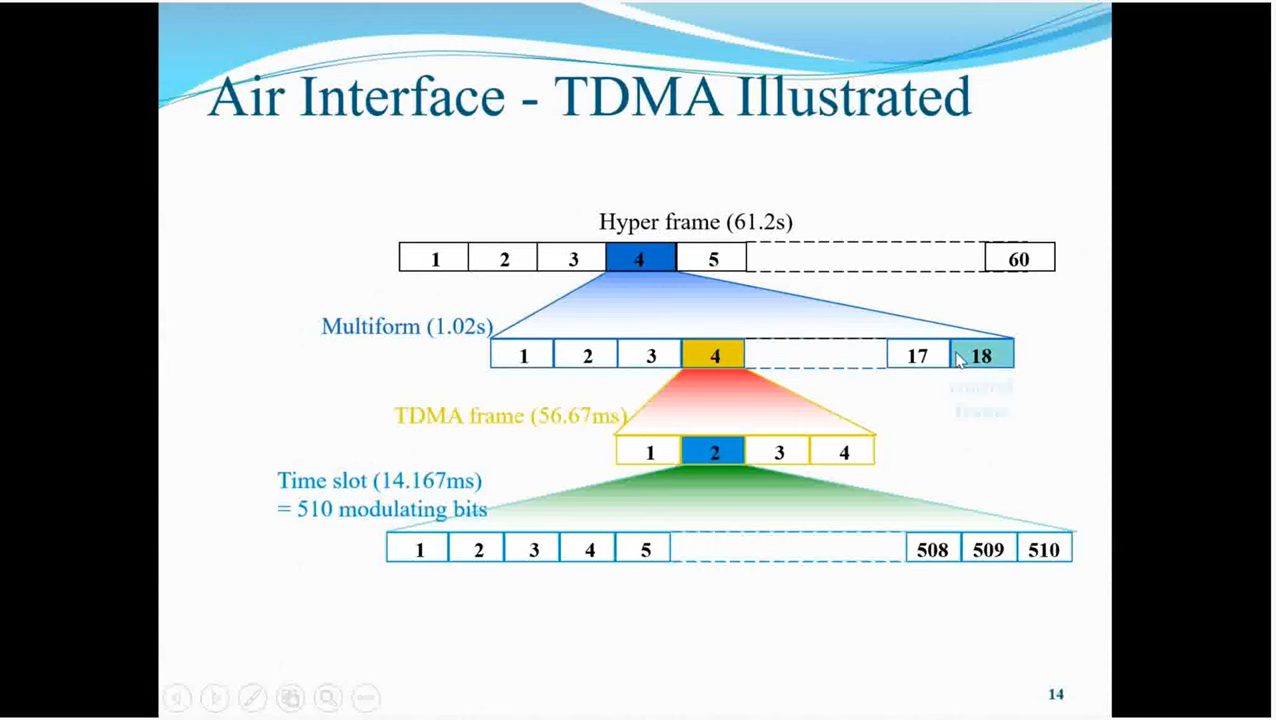 Air Interface - TDMA Illustrated
Hyper frame (61.2s)
1 2 3 4 5 60
Multiform (1.02s)
1 2 3 4 17 18
TDMA frame (56.67ms)
1 2 3 4
Time slot (14.167ms)
= 510 modulating bits
1 2 3 4 5 508 509 510
14